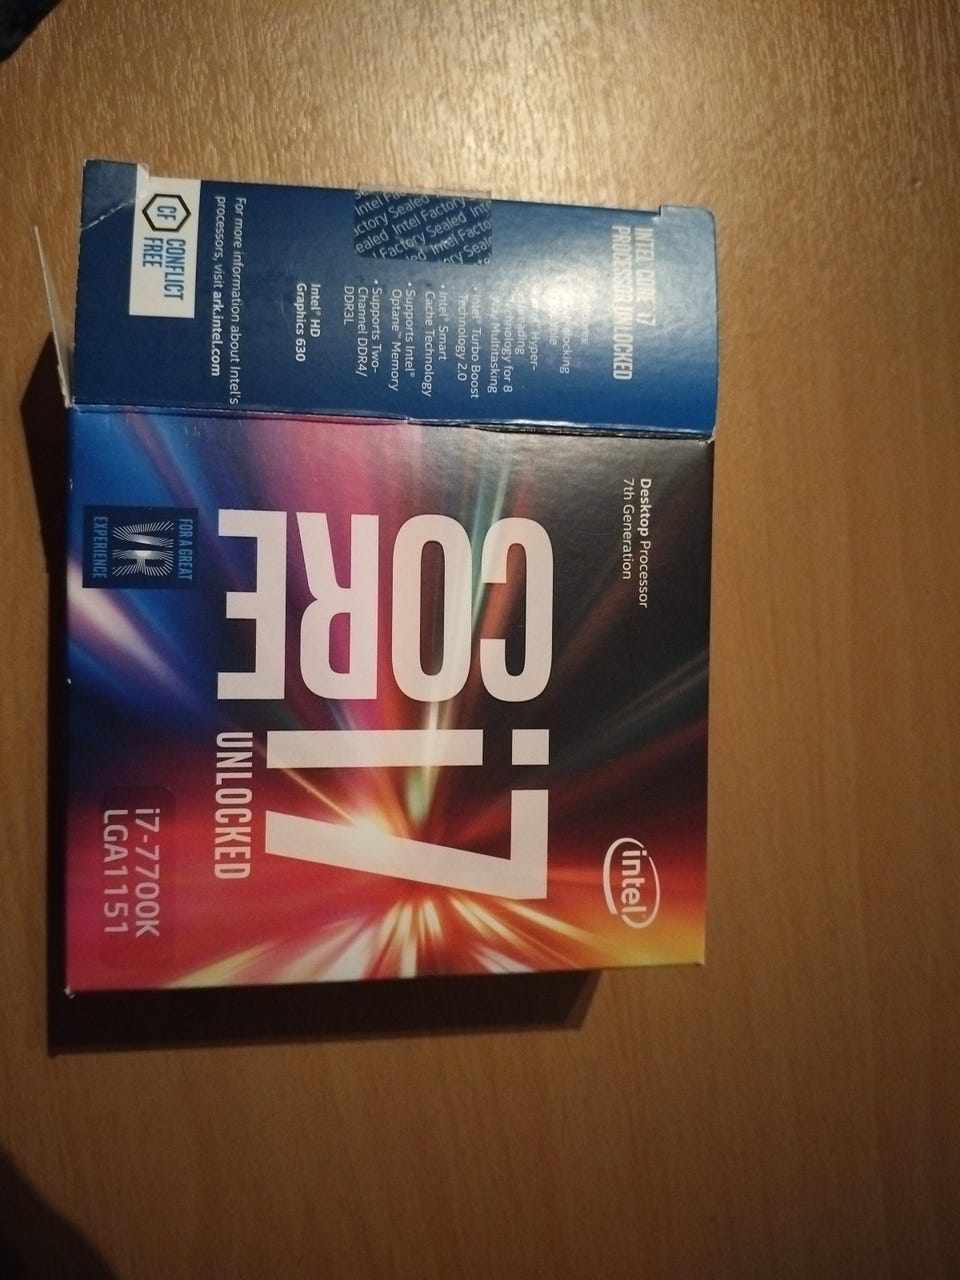 INTEL® CORE™ i7
PROCESSOR UNLOCKED
Technology for 8
Way Multitasking
• Intel® Turbo Boost
Technology 2.0
• Intel® Smart
Cache Technology
• Supports Intel®
Optane™ Memory
• Supports Two-
Channel DDR4/
DDR3L
Intel® HD
Graphics 630
Intel Factory Sealed
For more information about Intel's
processors, visit ark.intel.com
CF
CONFLICT
FREE
Desktop Processor
7th Generation
intel®
CORE i7
UNLOCKED
FOR A GREAT
VR
EXPERIENCE
i7-7700K
LGA1151